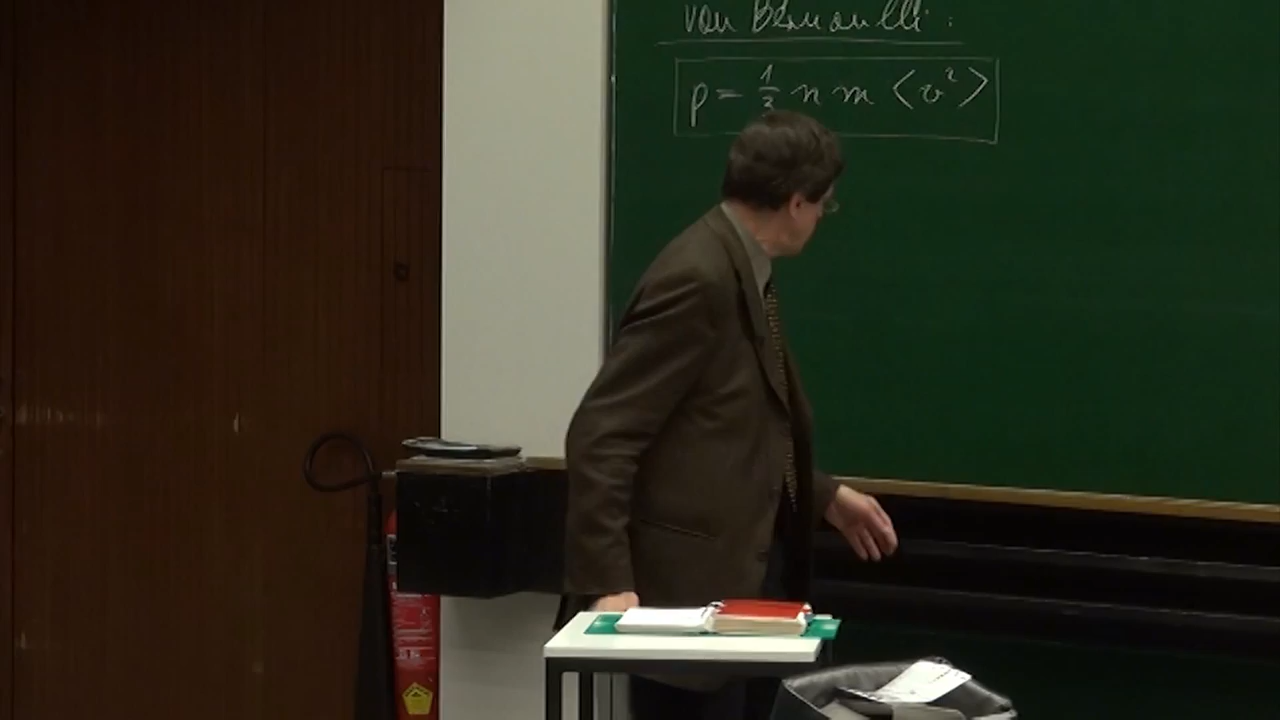 von Bernoulli :
p = 1/3 n m <v²>